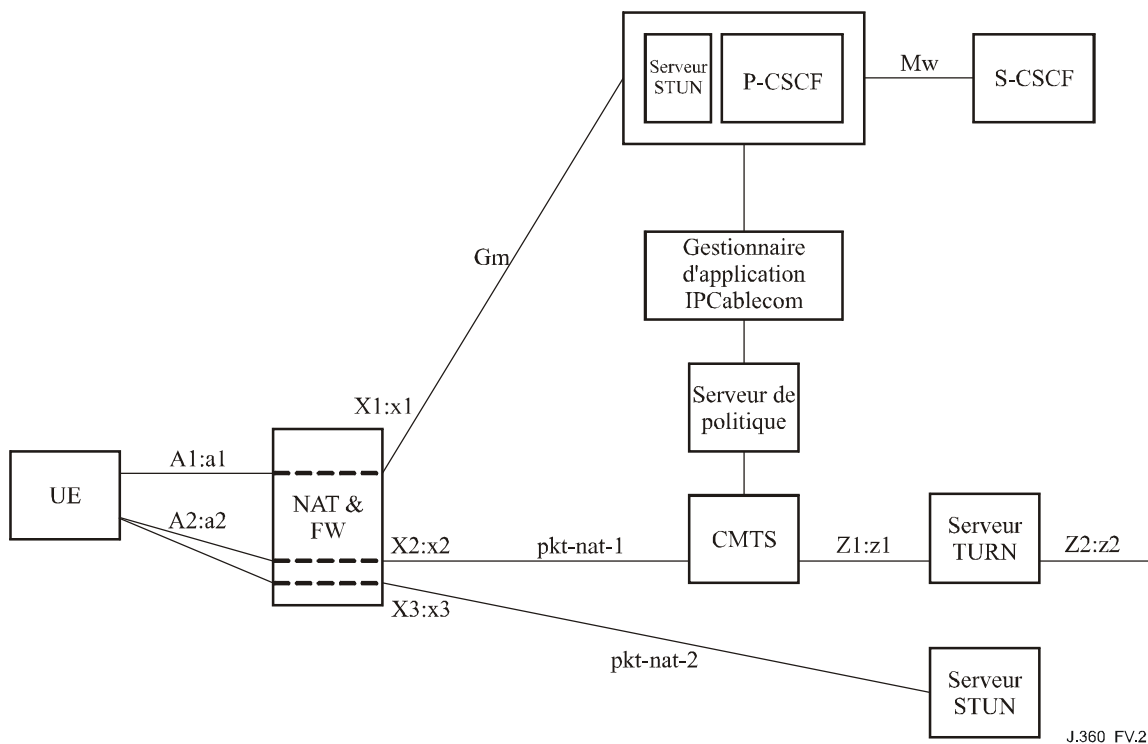 Serveur
STUN
P-CSCF
Mw
S-CSCF
Gm
Gestionnaire
d'application
IPCablecom
Serveur de
politique
X1:x1
A1:a1
UE
NAT &
FW
A2:a2
X2:x2
pkt-nat-1
CMTS
Z1:z1
Serveur
TURN
Z2:z2
X3:x3
pkt-nat-2
Serveur
STUN
J.360_FV.2